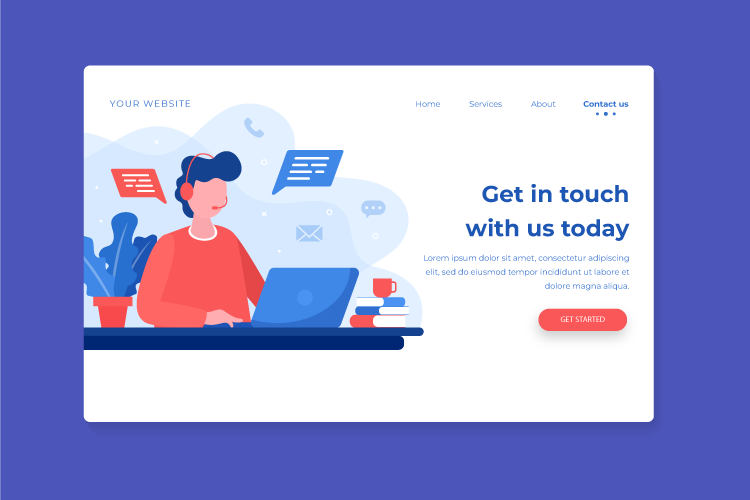 YOUR WEBSITE
Home Services About Contact us
Get in touch
with us today
Lorem ipsum dolor sit amet, consectetur adipiscing
elit, sed do eiusmod tempor incididunt ut labore et
dolore magna aliqua.
GET STARTED